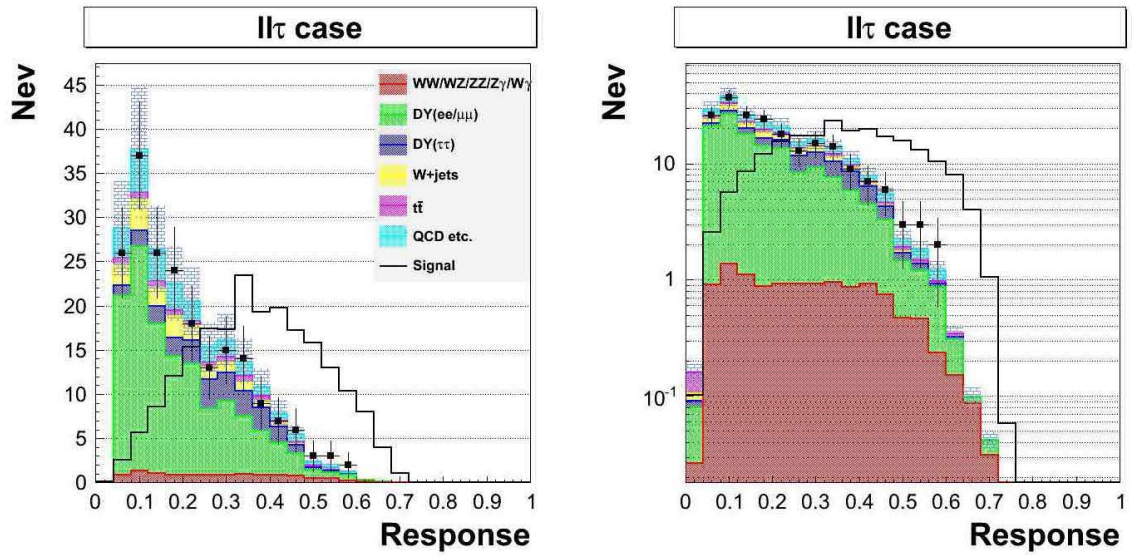 llτ case
Nev
45
40
35
30
25
20
15
10
5
0
WW/WZ/ZZ/Zγ/Wγ
DY(ee/μμ)
DY(ττ)
W+jets
tt̄
QCD etc.
Signal
0 0.1 0.2 0.3 0.4 0.5 0.6 0.7 0.8 0.9 1
Response
llτ case
Nev
10
1
10⁻¹
0 0.1 0.2 0.3 0.4 0.5 0.6 0.7 0.8 0.9 1
Response